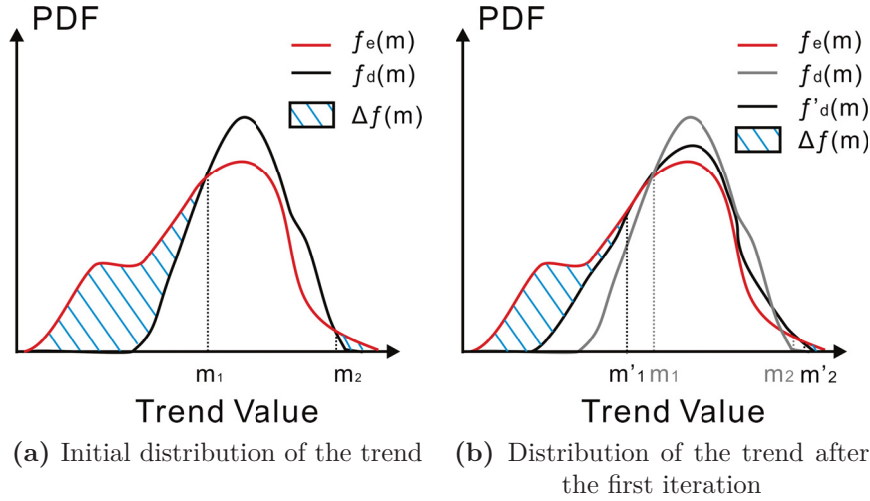 PDF
fe(m)
fd(m)
Δf(m)
m1
m2
Trend Value
(a) Initial distribution of the trend
PDF
fe(m)
fd(m)
f'd(m)
Δf(m)
m'1 m1
m2 m'2
Trend Value
(b) Distribution of the trend after
the first iteration